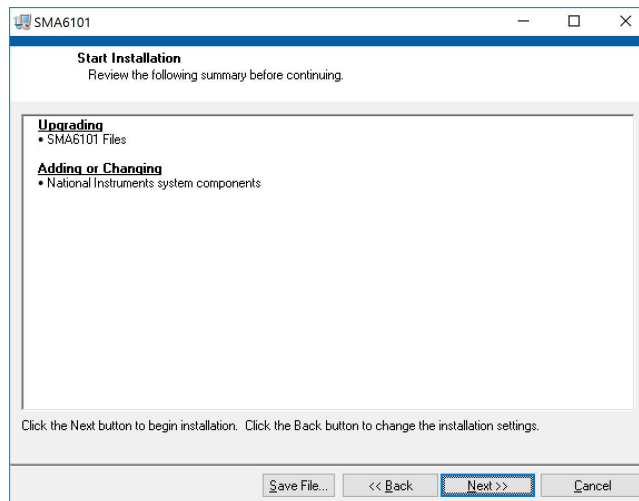 SMA6101
Start Installation
Review the following summary before continuing.
Upgrading
• SMA6101 Files
Adding or Changing
• National Instruments system components
Click the Next button to begin installation.  Click the Back button to change the installation settings.
Save File...
<< Back
Next >>
Cancel